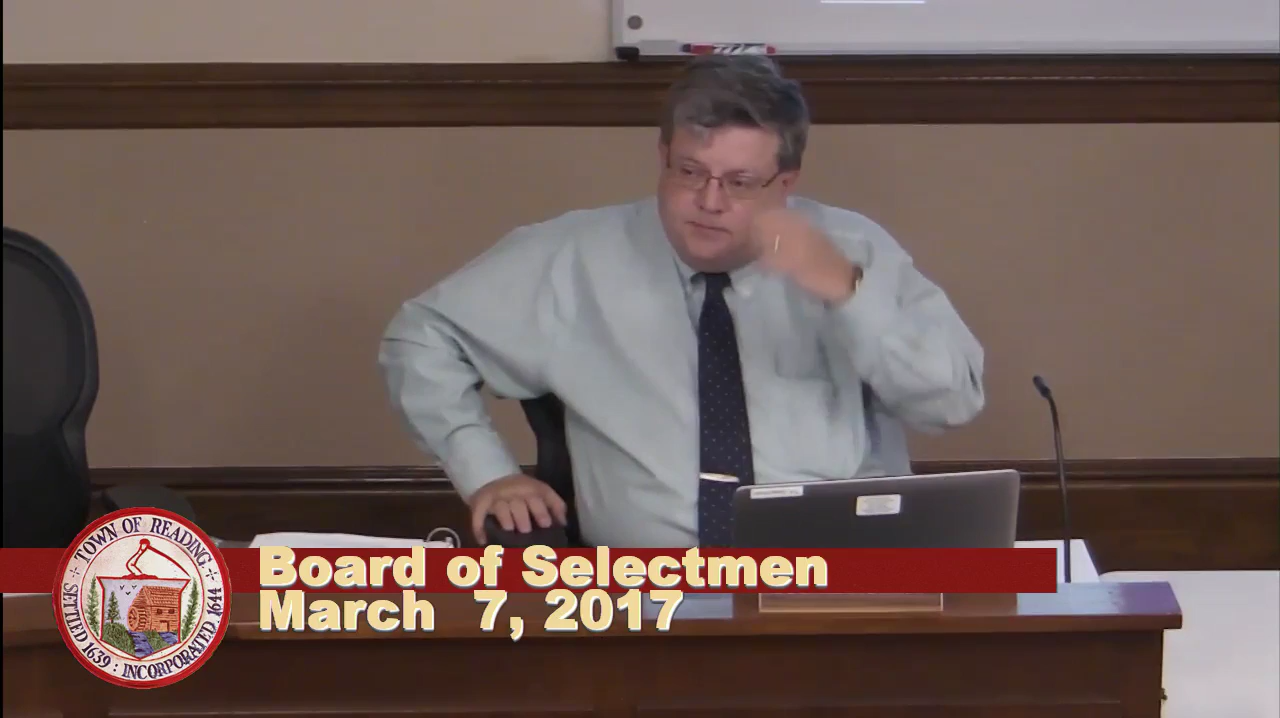 Board of Selectmen
March 7, 2017
TOWN OF READING
SETTLED 1639 : INCORPORATED 1644